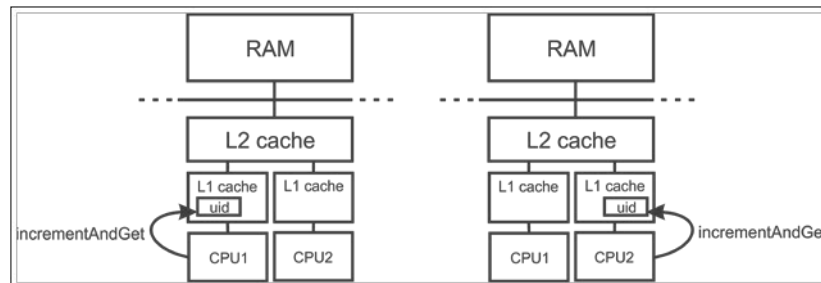 RAM
L2 cache
L1 cache
L1 cache
uid
incrementAndGet
CPU1
CPU2
RAM
L2 cache
L1 cache
L1 cache
uid
incrementAndGe
CPU1
CPU2